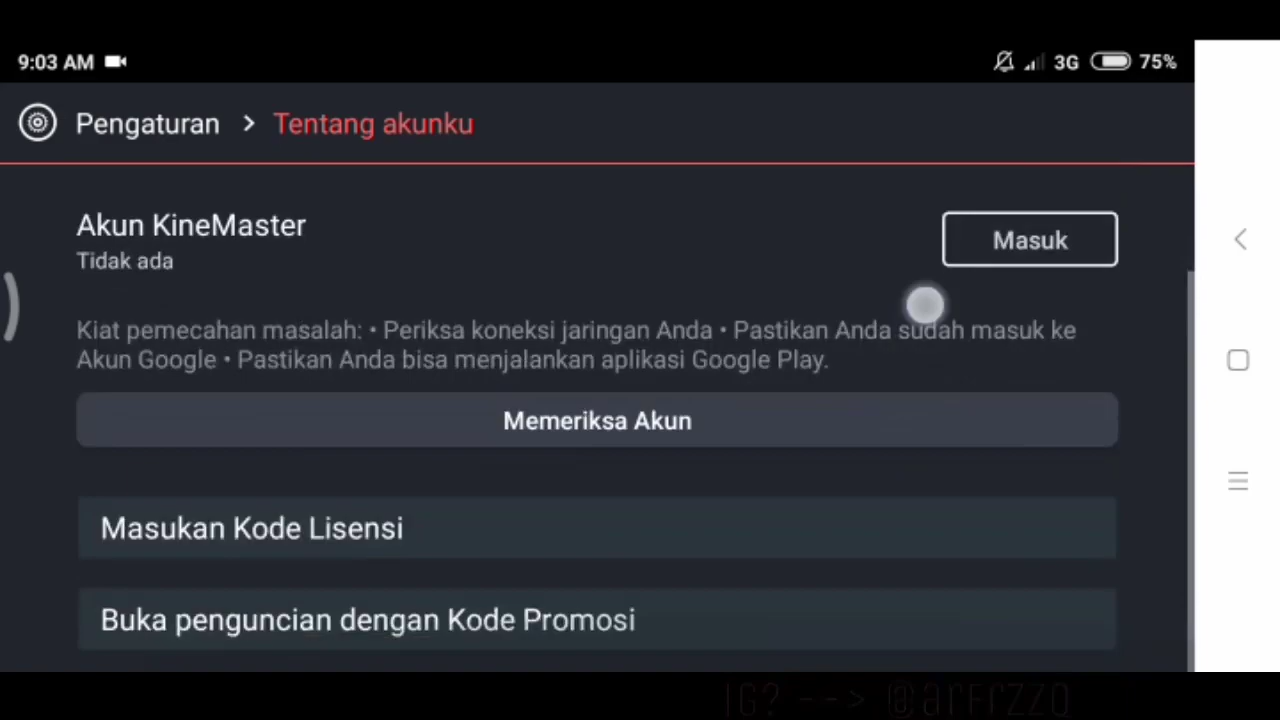 9:03 AM
3G 75%
Pengaturan > Tentang akunku
Akun KineMaster
Masuk
Tidak ada
Kiat pemecahan masalah: • Periksa koneksi jaringan Anda • Pastikan Anda sudah masuk ke
Akun Google • Pastikan Anda bisa menjalankan aplikasi Google Play.
Memeriksa Akun
Masukan Kode Lisensi
Buka penguncian dengan Kode Promosi
IG? --> @arfrzzo